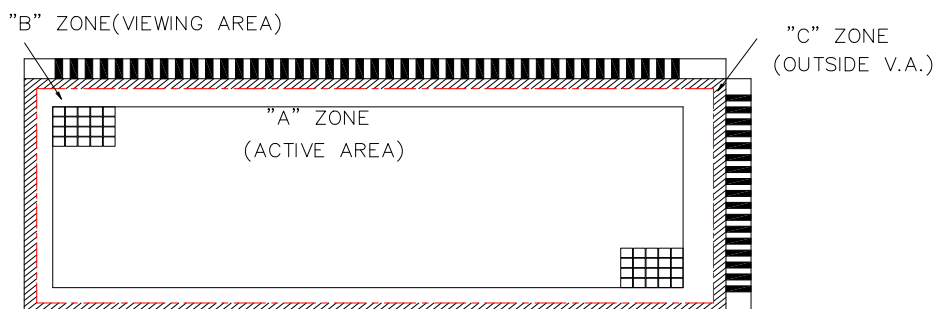 "B" ZONE(VIEWING AREA)
"C" ZONE
(OUTSIDE V.A.)
"A" ZONE
(ACTIVE AREA)